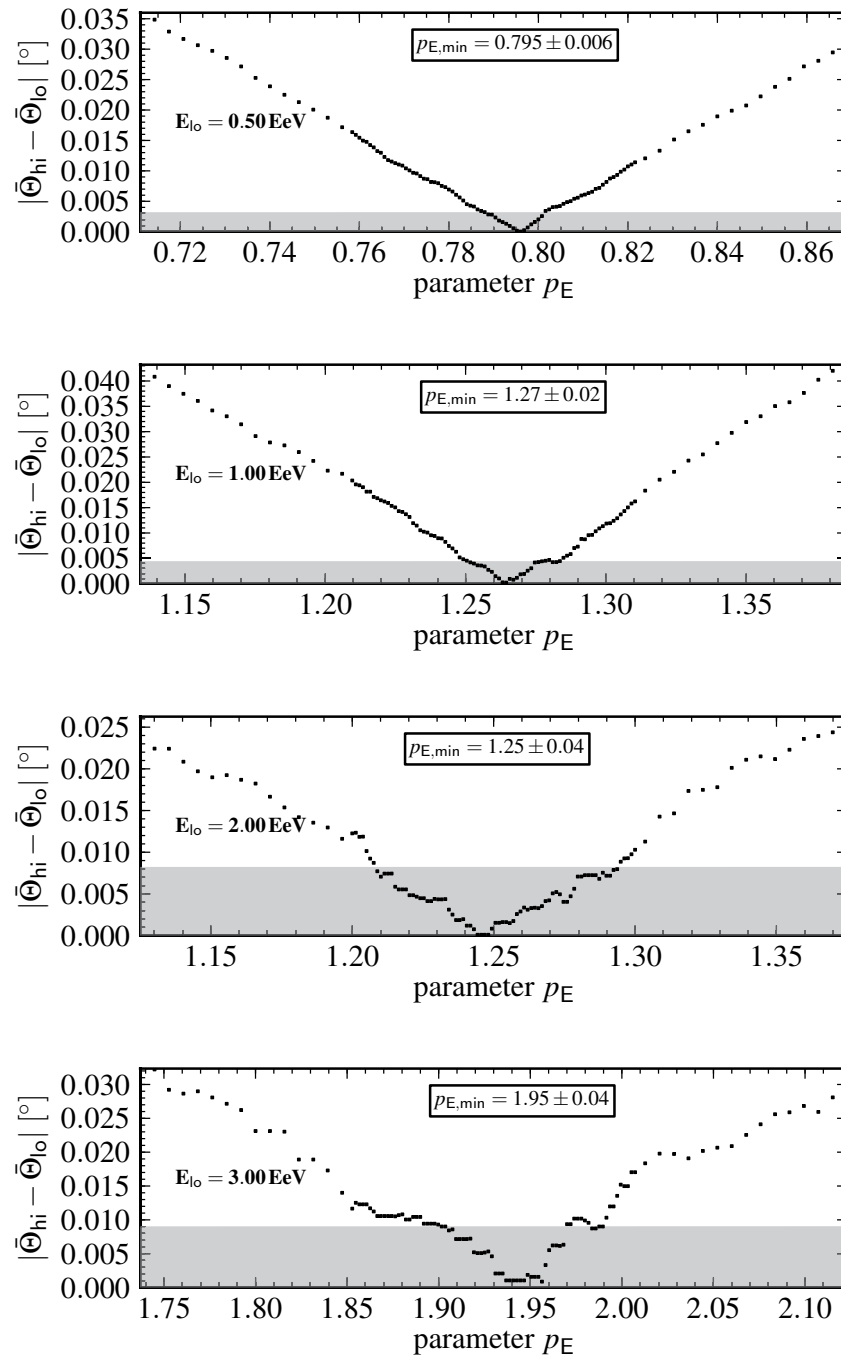 0.035
0.030
0.025
0.020
0.015
0.010
0.005
0.000
|Θ̄hi − Θ̄lo| [°]
pE,min = 0.795 ± 0.006
Elo = 0.50 EeV
0.72 0.74 0.76 0.78 0.80 0.82 0.84 0.86
parameter pE
0.040
0.035
0.030
0.025
0.020
0.015
0.010
0.005
0.000
|Θ̄hi − Θ̄lo| [°]
pE,min = 1.27 ± 0.02
Elo = 1.00 EeV
1.15 1.20 1.25 1.30 1.35
parameter pE
0.025
0.020
0.015
0.010
0.005
0.000
|Θ̄hi − Θ̄lo| [°]
pE,min = 1.25 ± 0.04
Elo = 2.00 EeV
1.15 1.20 1.25 1.30 1.35
parameter pE
0.030
0.025
0.020
0.015
0.010
0.005
0.000
|Θ̄hi − Θ̄lo| [°]
pE,min = 1.95 ± 0.04
Elo = 3.00 EeV
1.75 1.80 1.85 1.90 1.95 2.00 2.05 2.10
parameter pE